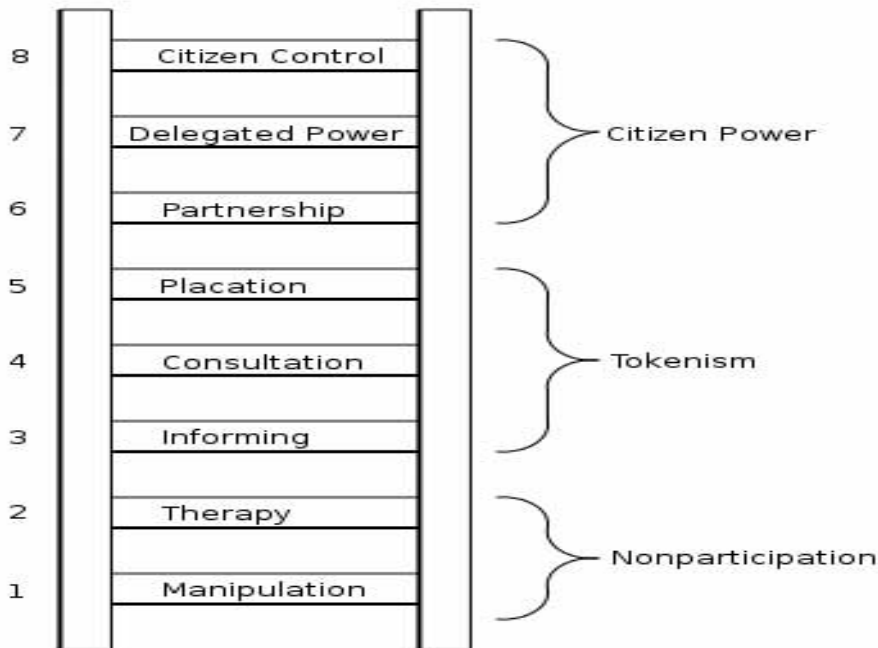 8 Citizen Control
7 Delegated Power Citizen Power
6 Partnership
5 Placation
4 Consultation Tokenism
3 Informing
2 Therapy
Nonparticipation
1 Manipulation